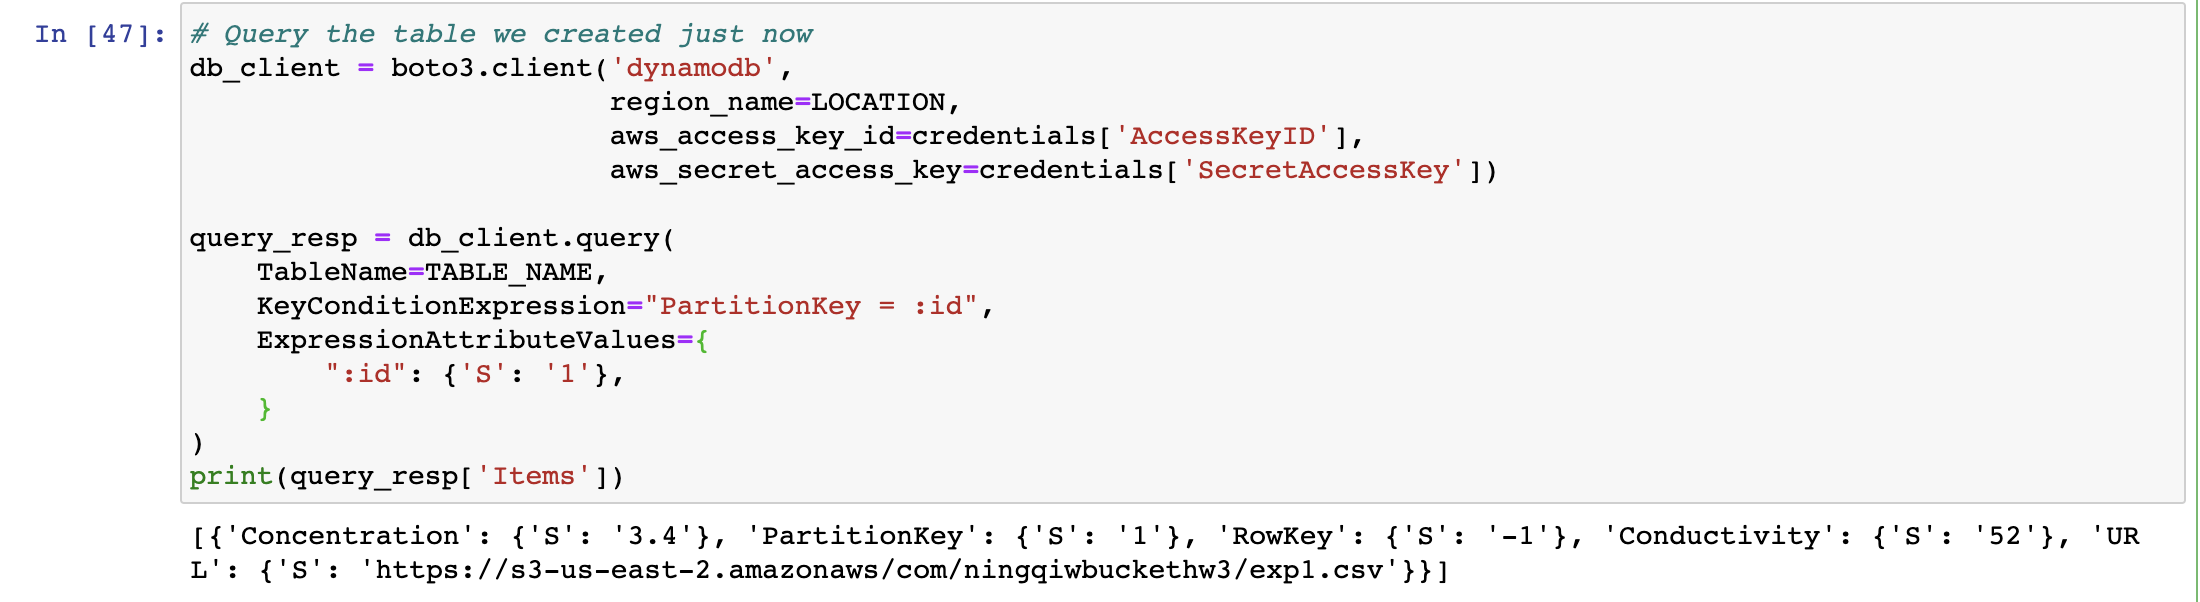 In [47]:
# Query the table we created just now
db_client = boto3.client('dynamodb',
                         region_name=LOCATION,
                         aws_access_key_id=credentials['AccessKeyID'],
                         aws_secret_access_key=credentials['SecretAccessKey'])

query_resp = db_client.query(
    TableName=TABLE_NAME,
    KeyConditionExpression="PartitionKey = :id",
    ExpressionAttributeValues={
        ":id": {'S': '1'},
    }
)
print(query_resp['Items'])
[{'Concentration': {'S': '3.4'}, 'PartitionKey': {'S': '1'}, 'RowKey': {'S': '-1'}, 'Conductivity': {'S': '52'}, 'UR
L': {'S': 'https://s3-us-east-2.amazonaws/com/ningqiwbuckethw3/exp1.csv'}}]